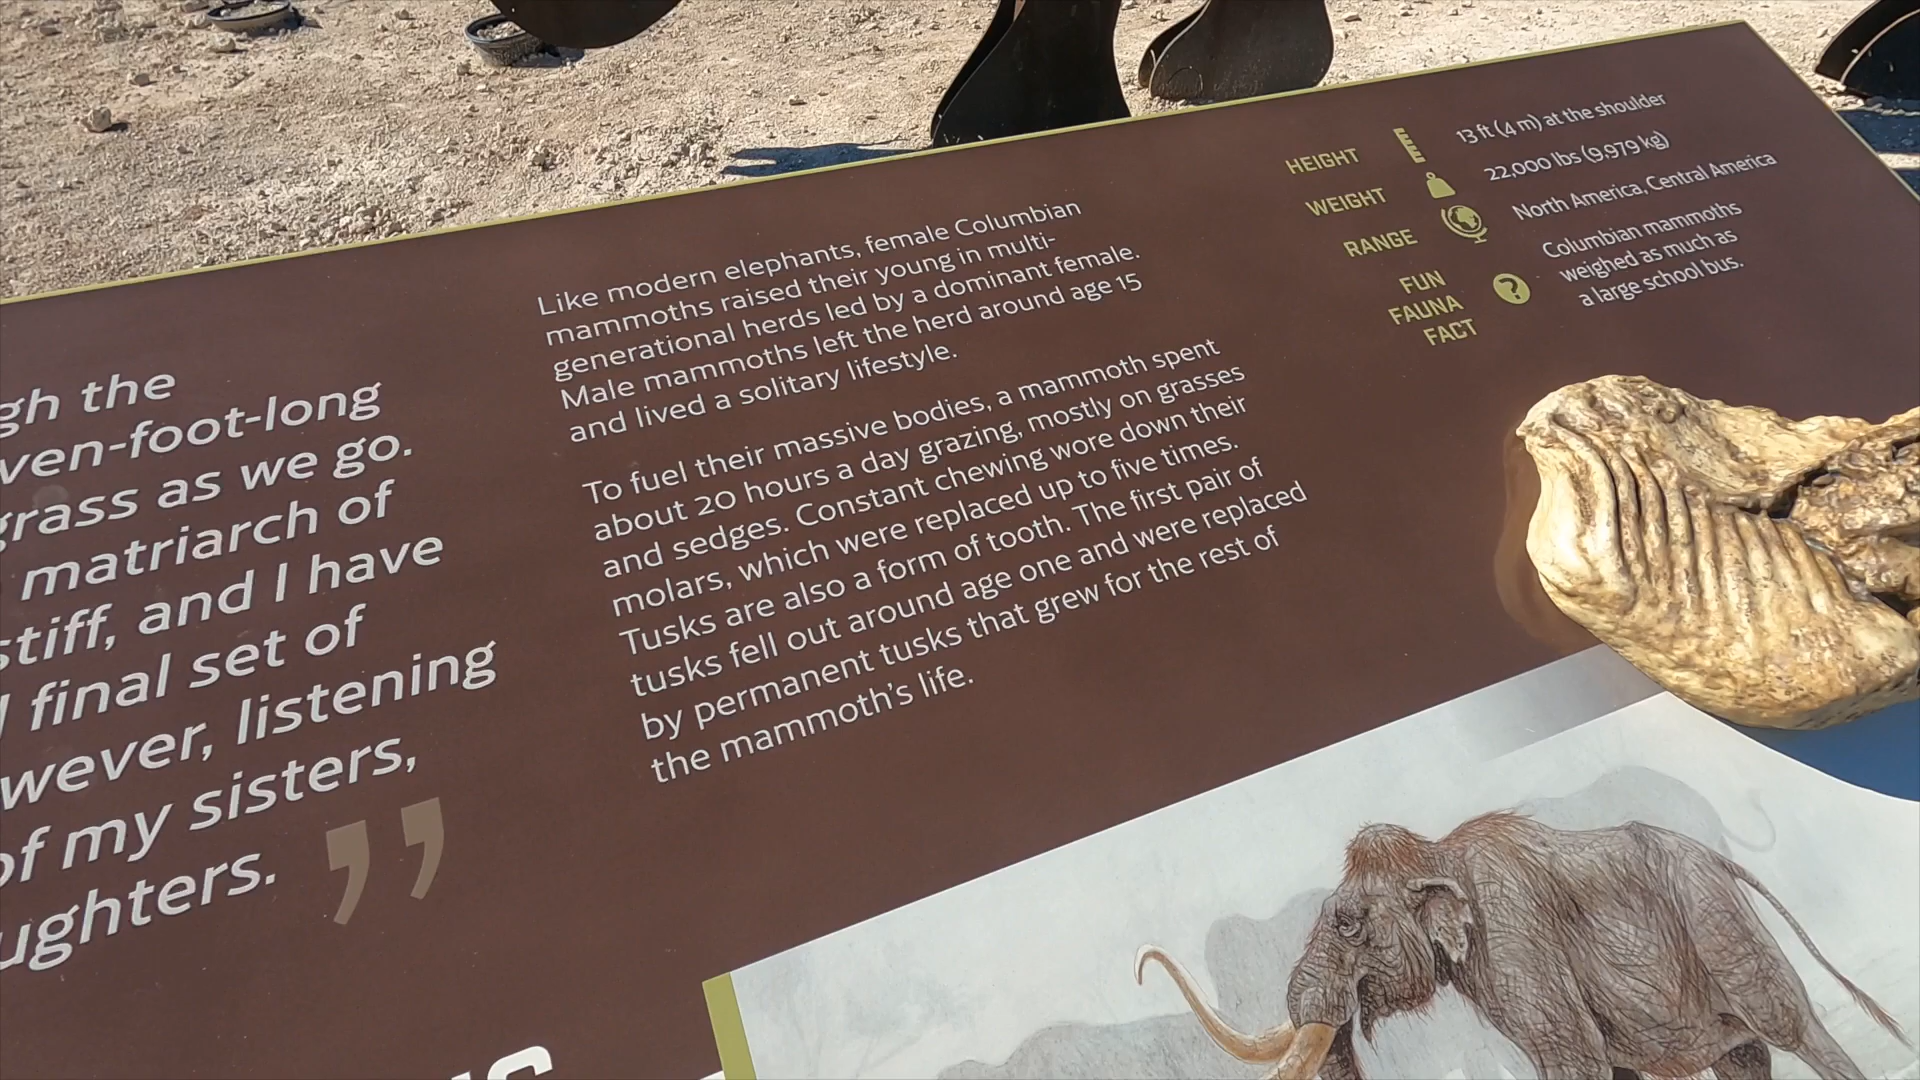 the
grass as we go.
matriarch of
stiff, and I have
final set of
listening
of my sisters,
”
Like modern elephants, female Columbian
mammoths raised their young in multi-
generational herds led by a dominant female.
Male mammoths left the herd around age 15
and lived a solitary lifestyle.
To fuel their massive bodies, a mammoth spent
about 20 hours a day grazing, mostly on grasses
and sedges. Constant chewing wore down their
molars, which were replaced up to five times.
Tusks are also a form of tooth. The first pair of
tusks fell out around age one and were replaced
by permanent tusks that grew for the rest of
the mammoth's life.
HEIGHT 13 ft (4 m) at the shoulder
WEIGHT 22,000 lbs (9,979 kg)
RANGE North America, Central America
FUN
FAUNA
FACT
?
Columbian mammoths
weighed as much as
a large school bus.